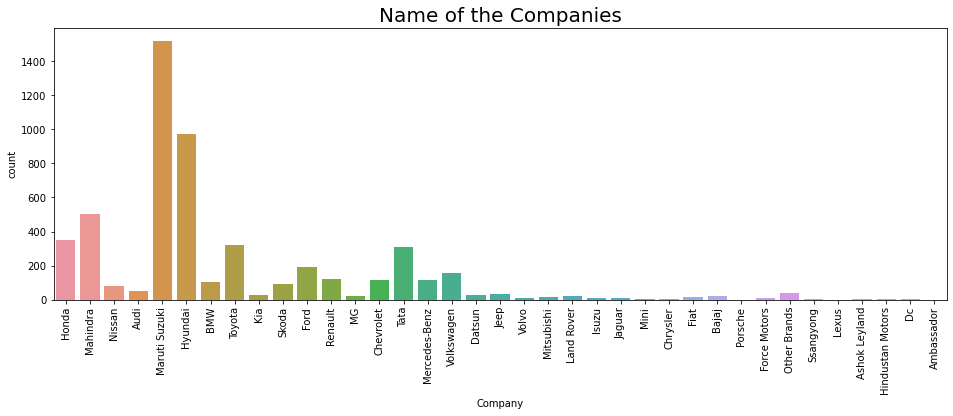 Name of the Companies
count
1400
1200
1000
800
600
400
200
0
Honda
Mahindra
Nissan
Audi
Maruti Suzuki
Hyundai
BMW
Toyota
Kia
Skoda
Ford
Renault
MG
Chevrolet
Tata
Mercedes-Benz
Volkswagen
Datsun
Jeep
Volvo
Mitsubishi
Land Rover
Isuzu
Jaguar
Mini
Chrysler
Fiat
Bajaj
Porsche
Force Motors
Other Brands
Ssangyong
Lexus
Ashok Leyland
Hindustan Motors
Dc
Ambassador
Company